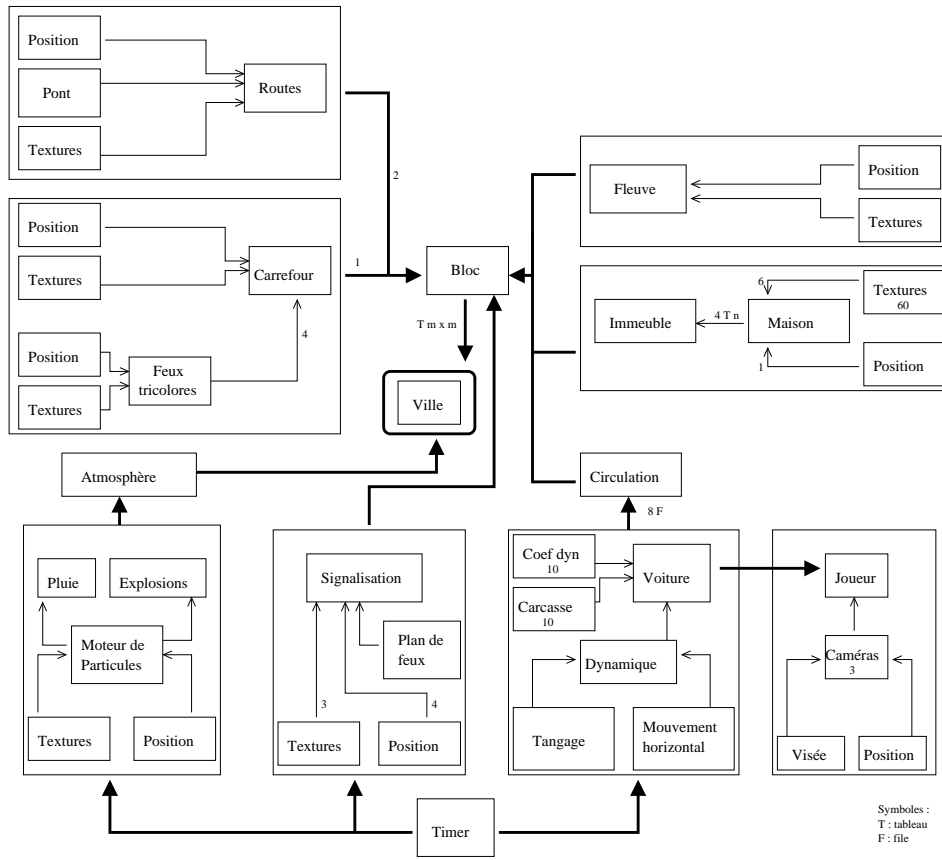 Position
Pont
Textures
Routes
2
Position
Textures
Carrefour
1
4
Position
Textures
Feux
tricolores
Bloc
T m x m
Ville
Fleuve
Position
Textures
Immeuble
4 T n
Maison
6
Textures
60
1
Position
Atmosphère
Circulation
8 F
Pluie
Explosions
Moteur de
Particules
Textures
Position
Signalisation
Plan de
feux
3
4
Textures
Position
Coef dyn
10
Carcasse
10
Voiture
Dynamique
Tangage
Mouvement
horizontal
Joueur
Caméras
3
Visée
Position
Timer
Symboles :
T : tableau
F : file